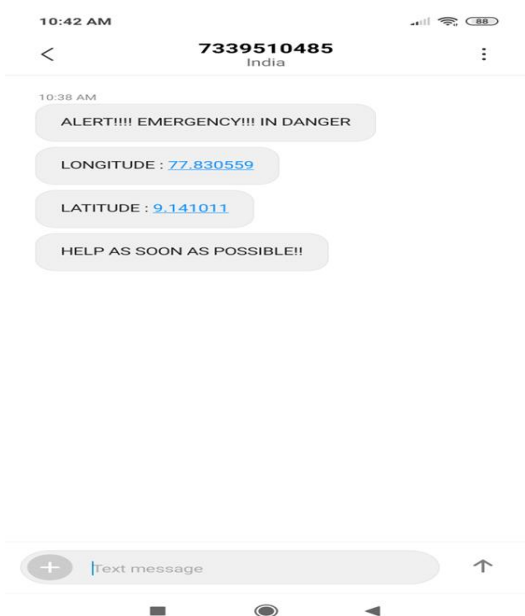 10:42 AM
88
7339510485
India
10:38 AM
ALERT!!!! EMERGENCY!!! IN DANGER
LONGITUDE : 77.830559
LATITUDE : 9.141011
HELP AS SOON AS POSSIBLE!!
Text message